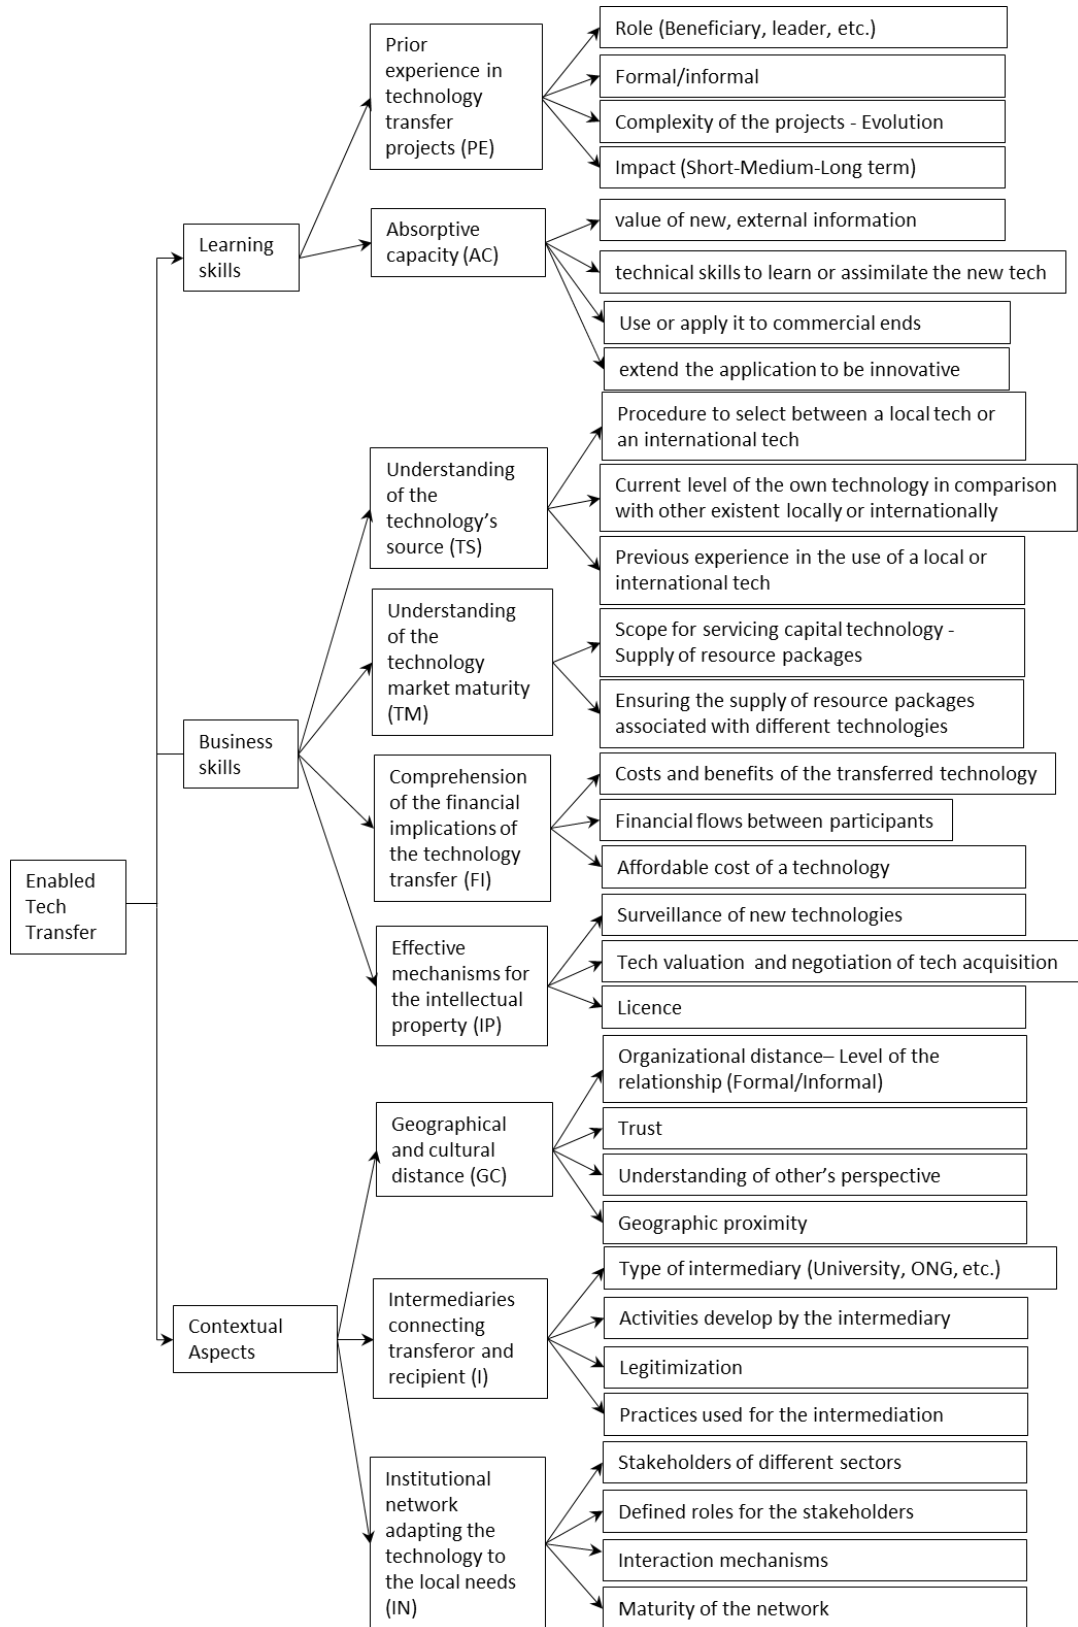 Enabled
Tech
Transfer
Learning
skills
Prior
experience in
technology
transfer
projects (PE)
Role (Beneficiary, leader, etc.)
Formal/informal
Complexity of the projects - Evolution
Impact (Short-Medium-Long term)
Absorptive
capacity (AC)
value of new, external information
technical skills to learn or assimilate the new tech
Use or apply it to commercial ends
extend the application to be innovative
Business
skills
Understanding
of the
technology’s
source (TS)
Procedure to select between a local tech or
an international tech
Current level of the own technology in comparison
with other existent locally or internationally
Previous experience in the use of a local or
international tech
Understanding
of the
technology
market maturity
(TM)
Scope for servicing capital technology -
Supply of resource packages
Ensuring the supply of resource packages
associated with different technologies
Comprehension
of the financial
implications of
the technology
transfer (FI)
Costs and benefits of the transferred technology
Financial flows between participants
Affordable cost of a technology
Effective
mechanisms for
the intellectual
property (IP)
Surveillance of new technologies
Tech valuation and negotiation of tech acquisition
Licence
Contextual
Aspects
Geographical
and cultural
distance (GC)
Organizational distance– Level of the
relationship (Formal/Informal)
Trust
Understanding of other’s perspective
Geographic proximity
Intermediaries
connecting
transferor and
recipient (I)
Type of intermediary (University, ONG, etc.)
Activities develop by the intermediary
Legitimization
Practices used for the intermediation
Institutional
network
adapting the
technology to
the local needs
(IN)
Stakeholders of different sectors
Defined roles for the stakeholders
Interaction mechanisms
Maturity of the network